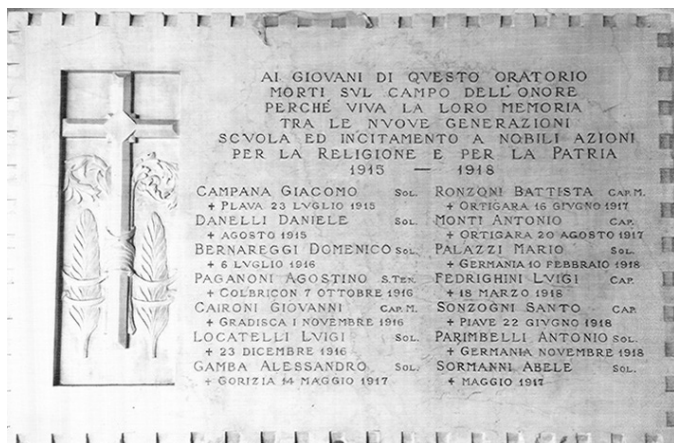 AI GIOVANI DI QVESTO ORATORIO
MORTI SVL CAMPO DELL'ONORE
PERCHÉ VIVA LA LORO MEMORIA
TRA LE NVOVE GENERAZIONI
SCVOLA ED INCITAMENTO A NOBILI AZIONI
PER LA RELIGIONE E PER LA PATRIA
1915 — 1918
CAMPANA GIACOMO SOL.
+ PLAVA 23 LVGLIO 1915
DANELLI DANIELE SOL.
+ AGOSTO 1915
BERNAREGGI DOMENICO SOL.
+ 6 LVGLIO 1916
PAGANONI AGOSTINO S.TEN.
+ COLBRICON 7 OTTOBRE 1916
CAIRONI GIOVANNI CAP. M.
+ GRADISCA 1 NOVEMBRE 1916
LOCATELLI LVIGI SOL.
+ 23 DICEMBRE 1916
GAMBA ALESSANDRO SOL.
+ GORIZIA 14 MAGGIO 1917
RONZONI BATTISTA CAP. M.
+ ORTIGARA 16 GIVGNO 1917
MONTI ANTONIO CAP.
+ ORTIGARA 20 AGOSTO 1917
PALAZZI MARIO SOL.
+ GERMANIA 10 FEBBRAIO 1918
FEDRIGHINI LVIGI CAP.
+ 18 MARZO 1918
SONZOGNI SANTO CAP.
+ PIAVE 22 GIVGNO 1918
PARIMBELLI ANTONIO SOL.
+ GERMANIA NOVEMBRE 1918
SORMANNI ABELE SOL.
+ MAGGIO 1917